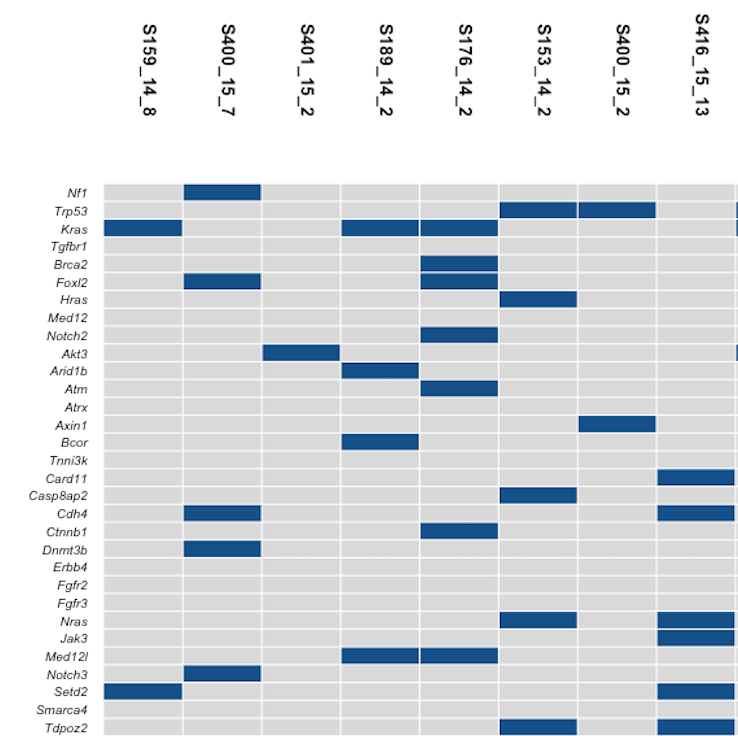 S159_14_8
S400_15_7
S401_15_2
S189_14_2
S176_14_2
S153_14_2
S400_15_2
S416_15_13
Nf1
Trp53
Kras
Tgfbr1
Brca2
Foxl2
Hras
Med12
Notch2
Akt3
Arid1b
Atm
Atrx
Axin1
Bcor
Tnni3k
Card11
Casp8ap2
Cdh4
Ctnnb1
Dnmt3b
Erbb4
Fgfr2
Fgfr3
Nras
Jak3
Med12l
Notch3
Setd2
Smarca4
Tdpoz2